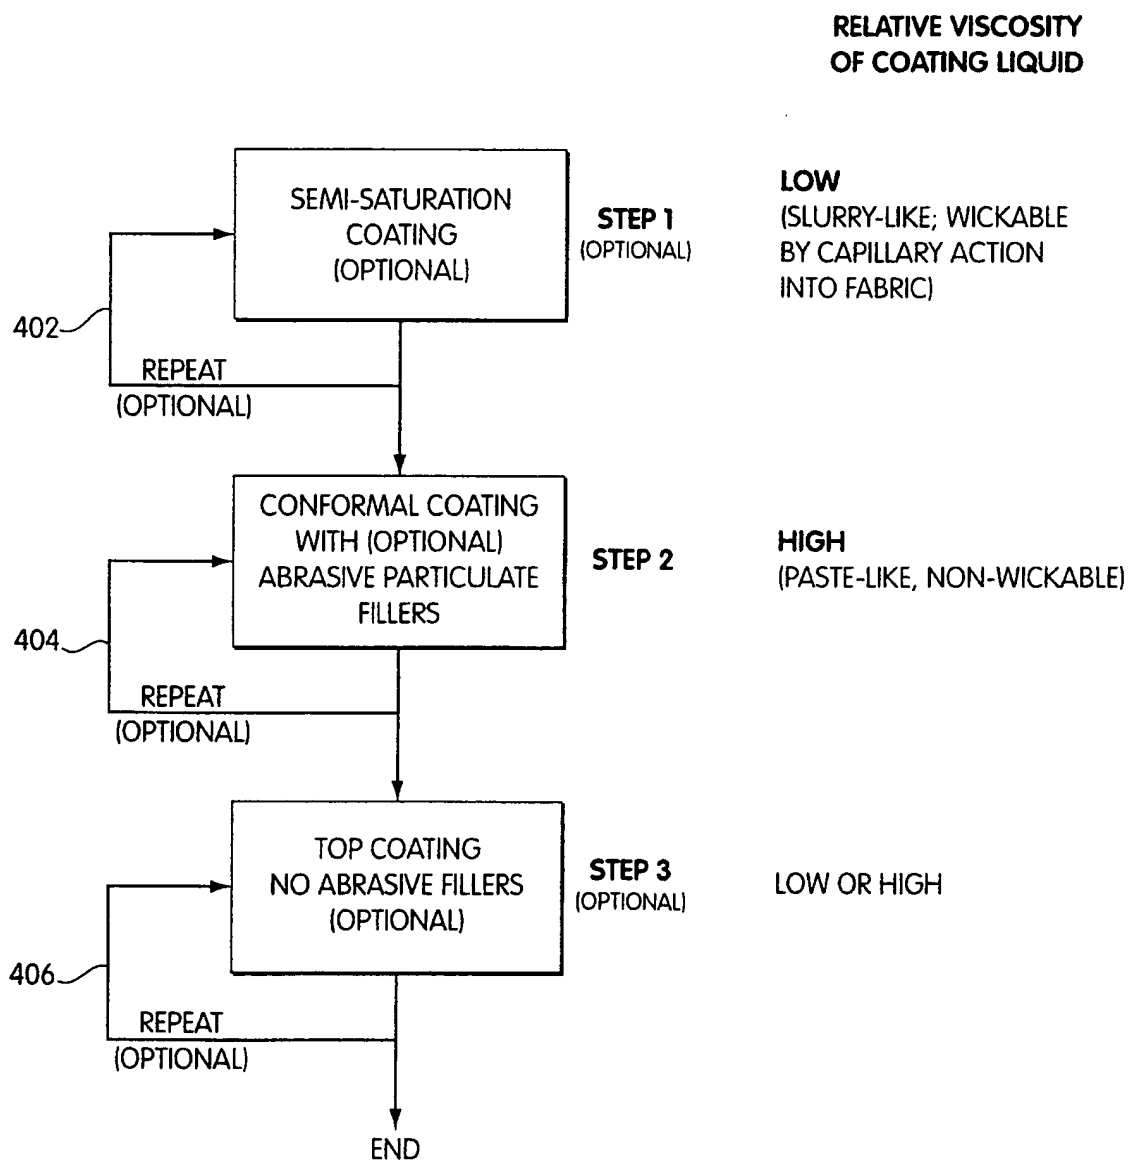 RELATIVE VISCOSITY
OF COATING LIQUID
SEMI-SATURATION
COATING
(OPTIONAL)
STEP 1
(OPTIONAL)
LOW
(SLURRY-LIKE; WICKABLE
BY CAPILLARY ACTION
INTO FABRIC)
402
REPEAT
(OPTIONAL)
CONFORMAL COATING
WITH (OPTIONAL)
ABRASIVE PARTICULATE
FILLERS
STEP 2
HIGH
(PASTE-LIKE, NON-WICKABLE)
404
REPEAT
(OPTIONAL)
TOP COATING
NO ABRASIVE FILLERS
(OPTIONAL)
STEP 3
(OPTIONAL)
LOW OR HIGH
406
REPEAT
(OPTIONAL)
END